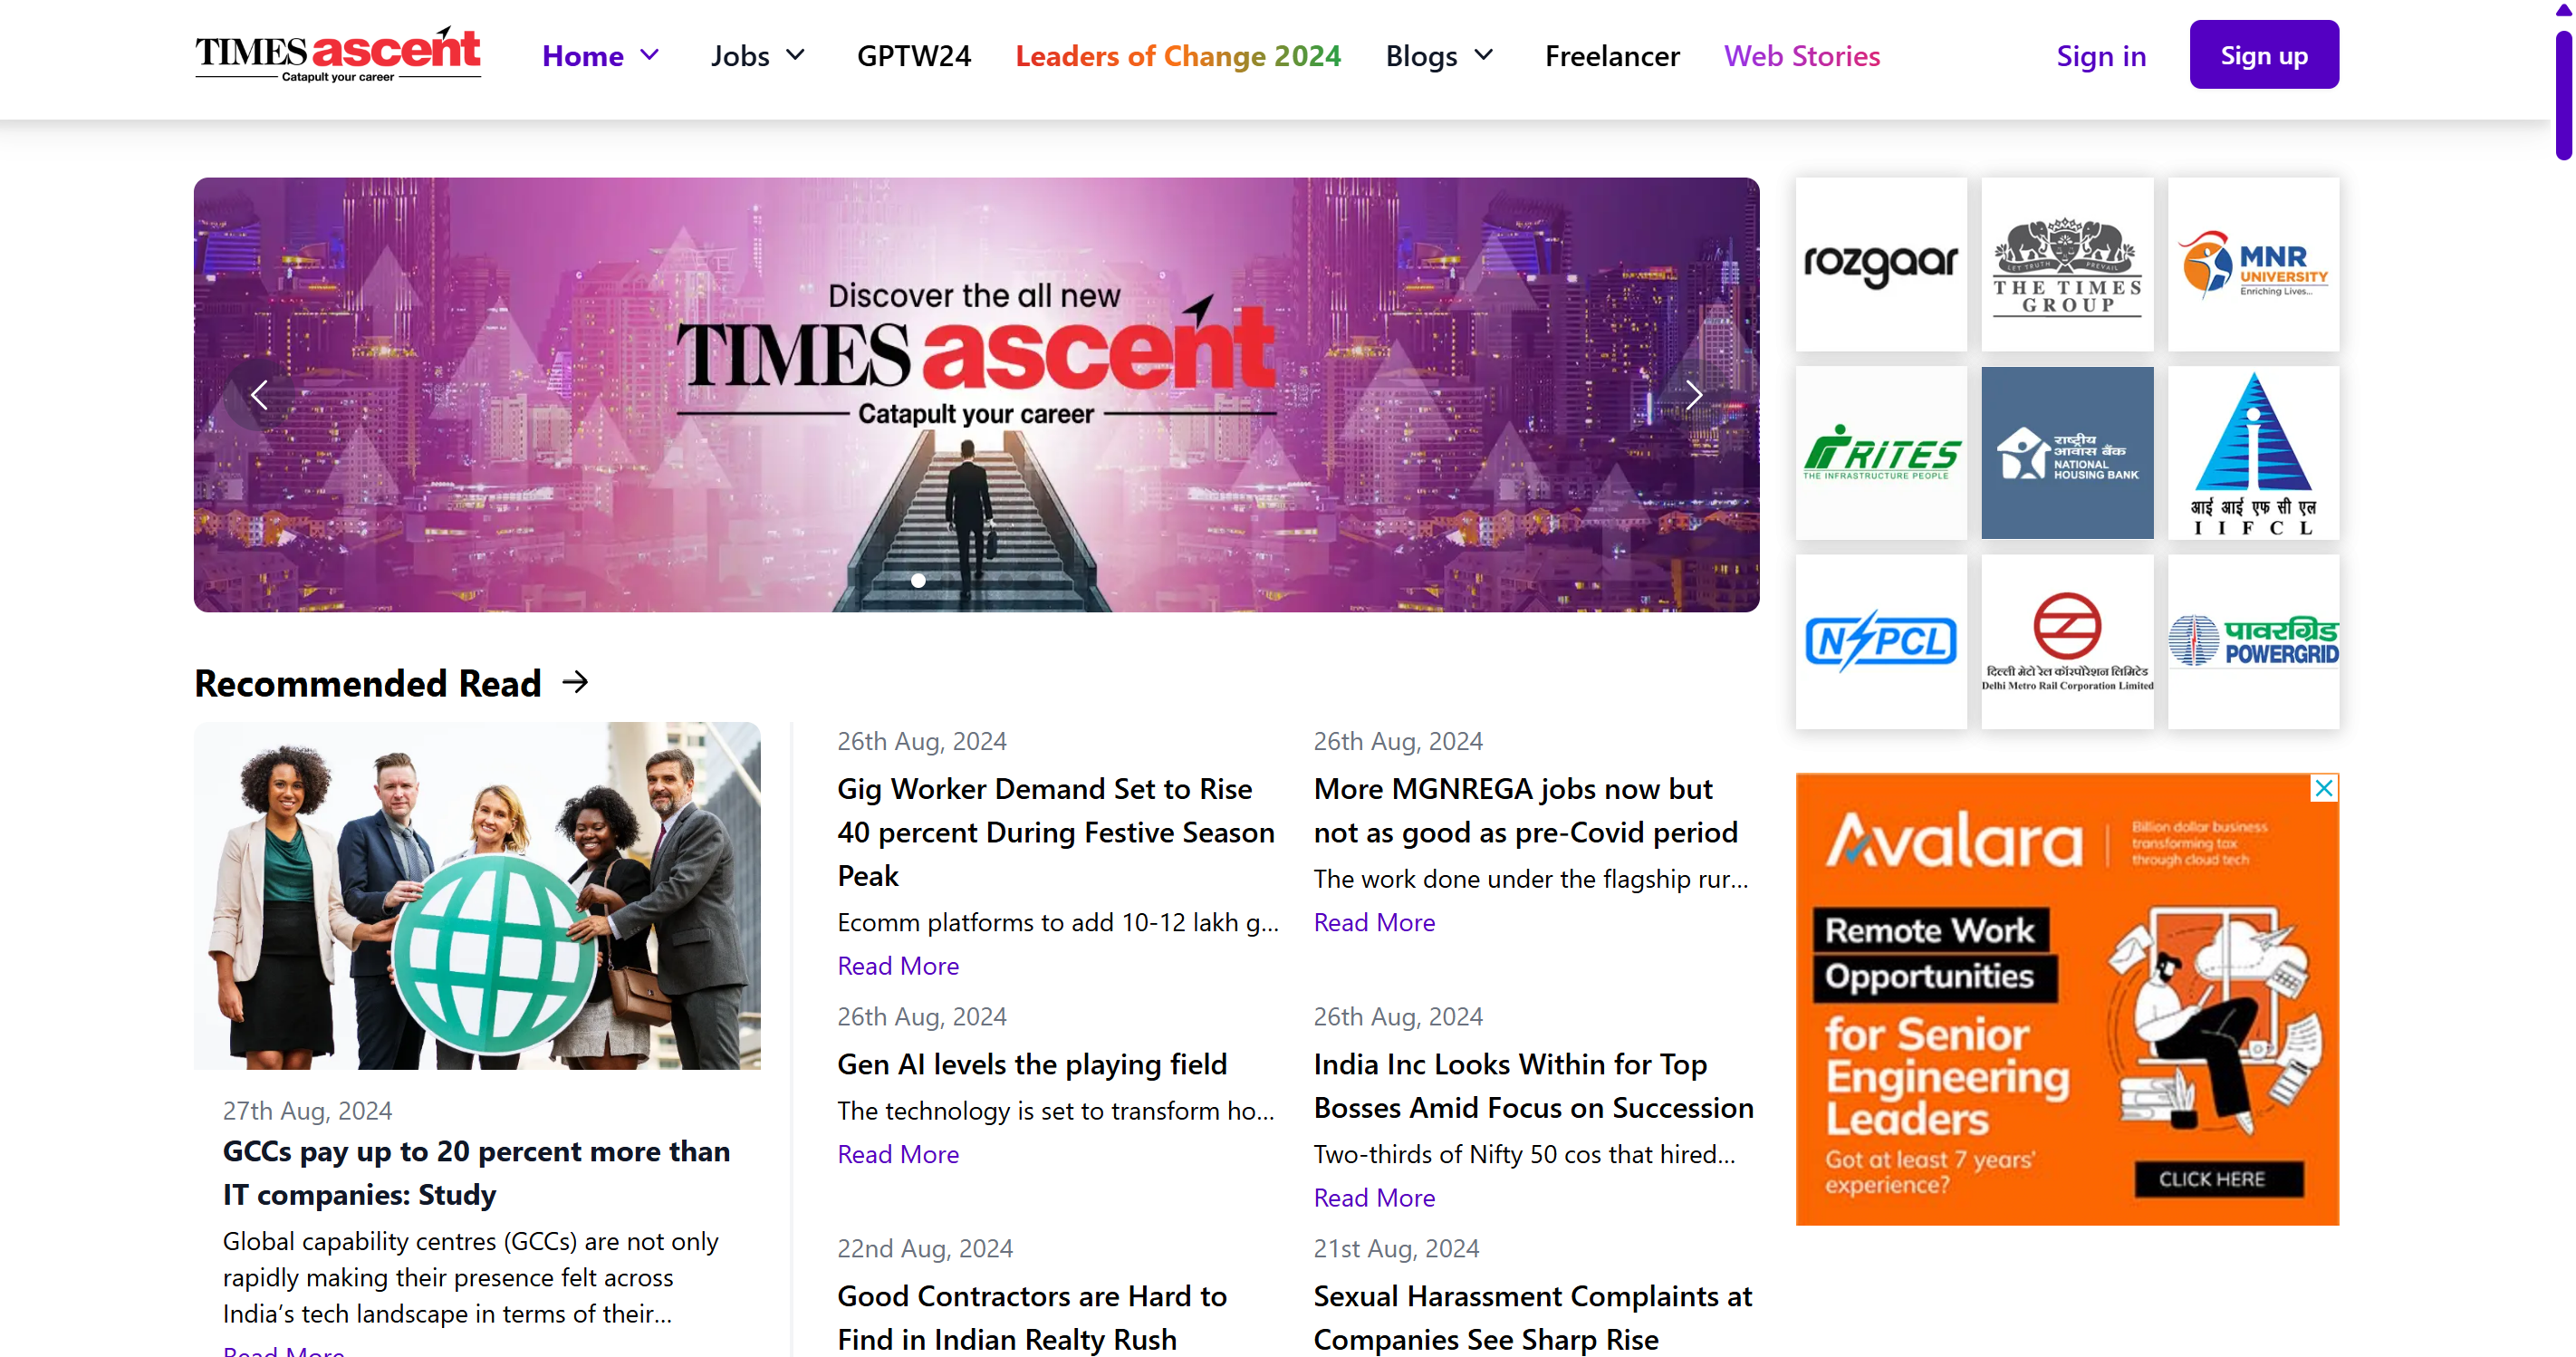 TIMES ascent
Catapult your career
Home
Jobs
GPTW24
Leaders of Change 2024
Blogs
Freelancer
Web Stories
Sign in
Sign up
Discover the all new
TIMES ascent
Catapult your career
rozgaar
LET TRUTH PREVAIL
THE TIMES
GROUP
MNR
UNIVERSITY
Enriching Lives...
RITES
THE INFRASTRUCTURE PEOPLE
राष्ट्रीय
आवास बैंक
NATIONAL
HOUSING BANK
आई आई एफ सी एल
I I F C L
NSPCL
दिल्ली मेट्रो रेल कॉरपोरेशन लिमिटेड
Delhi Metro Rail Corporation Limited
पावरग्रिड
POWERGRID
Recommended Read
27th Aug, 2024
GCCs pay up to 20 percent more than
IT companies: Study
Global capability centres (GCCs) are not only
rapidly making their presence felt across
India’s tech landscape in terms of their...
Read More
26th Aug, 2024
Gig Worker Demand Set to Rise
40 percent During Festive Season
Peak
Ecomm platforms to add 10-12 lakh g...
Read More
26th Aug, 2024
More MGNREGA jobs now but
not as good as pre-Covid period
The work done under the flagship rur...
Read More
26th Aug, 2024
Gen AI levels the playing field
The technology is set to transform ho...
Read More
26th Aug, 2024
India Inc Looks Within for Top
Bosses Amid Focus on Succession
Two-thirds of Nifty 50 cos that hired...
Read More
22nd Aug, 2024
Good Contractors are Hard to
Find in Indian Realty Rush
21st Aug, 2024
Sexual Harassment Complaints at
Companies See Sharp Rise
Avalara
Billion dollar business
transforming tax
through cloud tech
Remote Work
Opportunities
for Senior
Engineering
Leaders
Got at least 7 years'
experience?
CLICK HERE